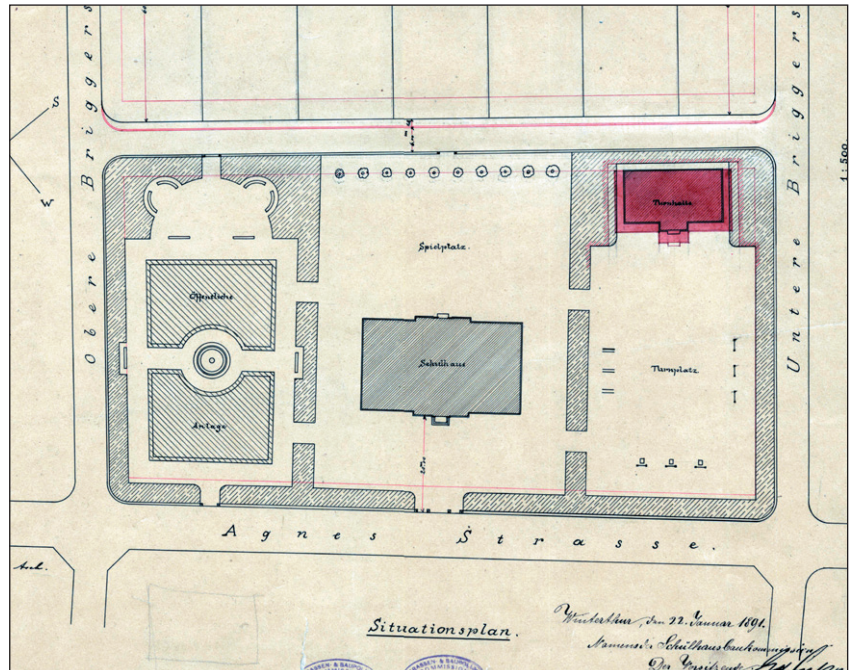 S
W
Obere Briggers
Untere Briggers
1:500
Turnhalle
Spielplatz.
Öffentliche
Schulhaus
Turnplatz.
Anlage
Agnes Strasse.
Situationsplan.
Winterthur, den 22. Januar 1891.
Namens d. Schulhausbaukommission
Der Präsident